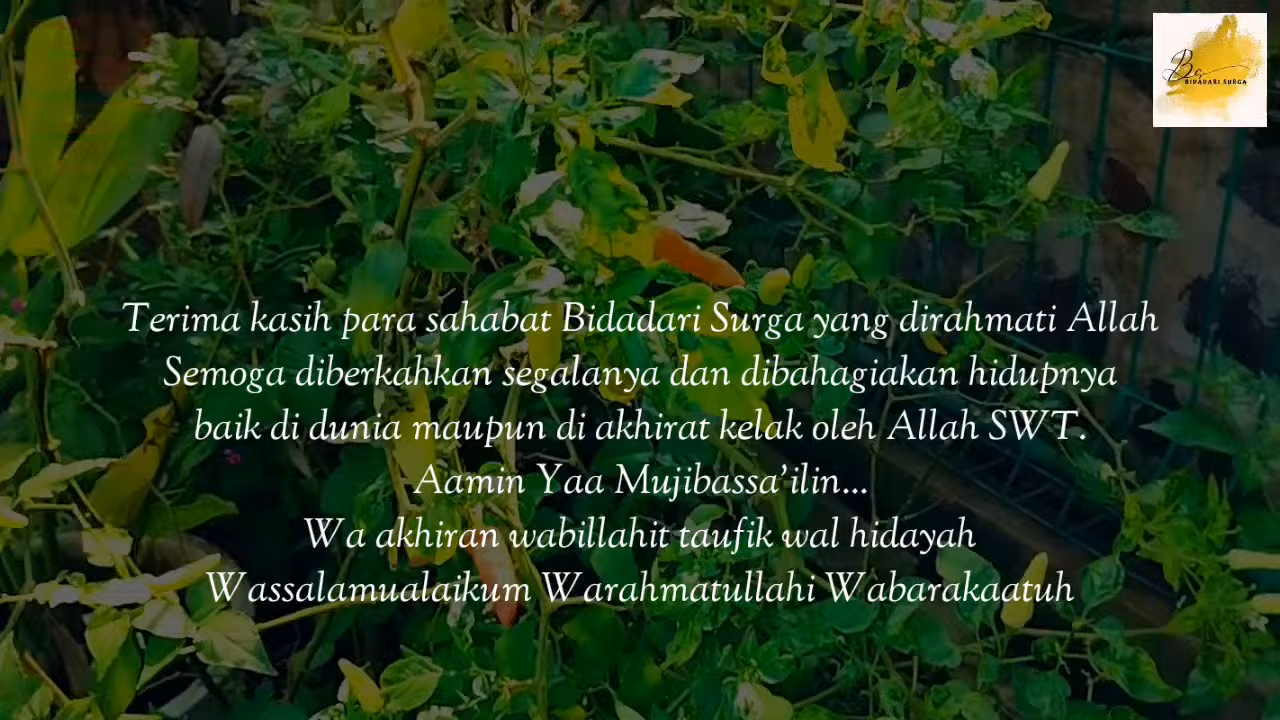 Bs
BIDADARI SURGA
Terima kasih para sahabat Bidadari Surga yang dirahmati Allah
Semoga diberkahkan segalanya dan dibahagiakan hidupnya
baik di dunia maupun di akhirat kelak oleh Allah SWT.
Aamin Yaa Mujibassa'ilin...
Wa akhiran wabillahit taufik wal hidayah
Wassalamualaikum Warahmatullahi Wabarakaatuh